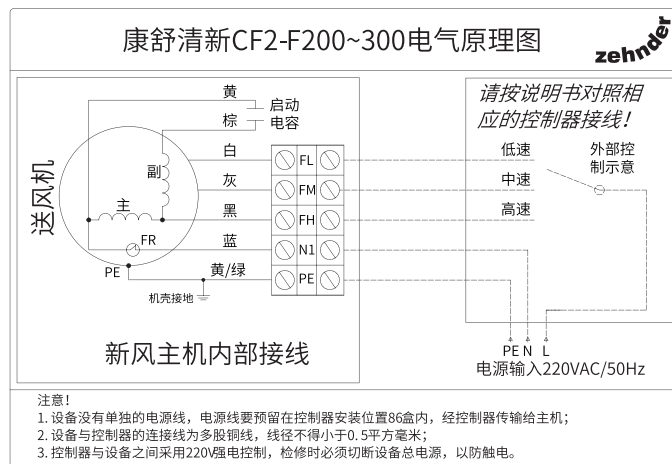 康舒清新CF2-F200~300电气原理图
zehnder
黄
启动
电容
棕
白
灰
黑
蓝
黄/绿
送风机
副
主
FR
PE
机壳接地
FL
FM
FH
N1
PE
新风主机内部接线
请按说明书对照相
应的控制器接线！
低速
中速
高速
外部控
制示意
PE N L
电源输入220VAC/50Hz
注意！
1. 设备没有单独的电源线，电源线要预留在控制器安装位置86盒内，经控制器传输给主机；
2. 设备与控制器的连接线为多股铜线，线径不得小于0.5平方毫米；
3. 控制器与设备之间采用220V强电控制，检修时必须切断设备总电源，以防触电。